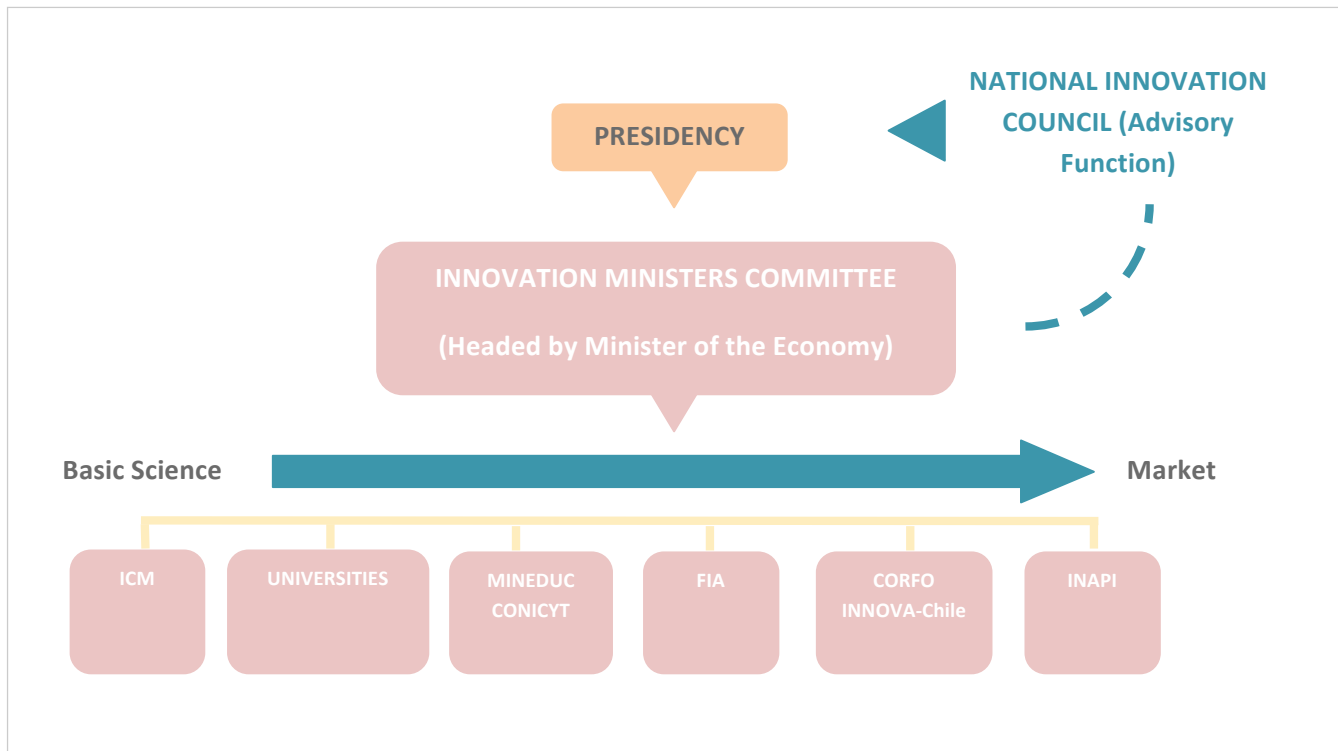 NATIONAL INNOVATION
COUNCIL (Advisory
Function)
PRESIDENCY
INNOVATION MINISTERS COMMITTEE
(Headed by Minister of the Economy)
Basic Science
Market
ICM
UNIVERSITIES
MINEDUC
CONICYT
FIA
CORFO
INNOVA-Chile
INAPI